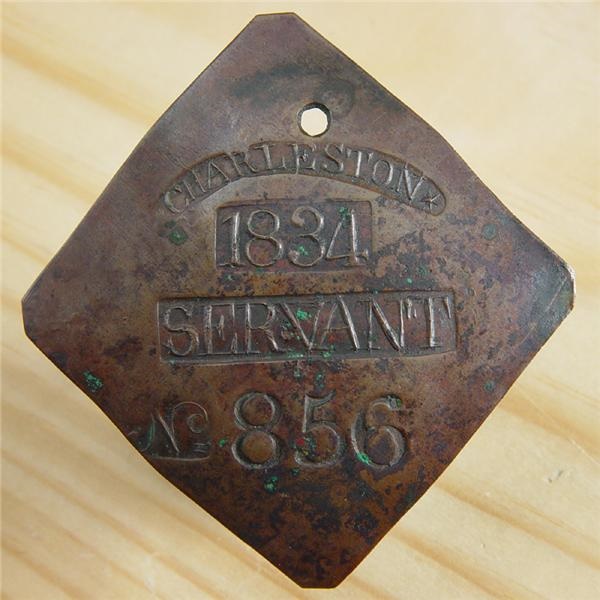 CHARLESTON
1834
SERVANT
No 856